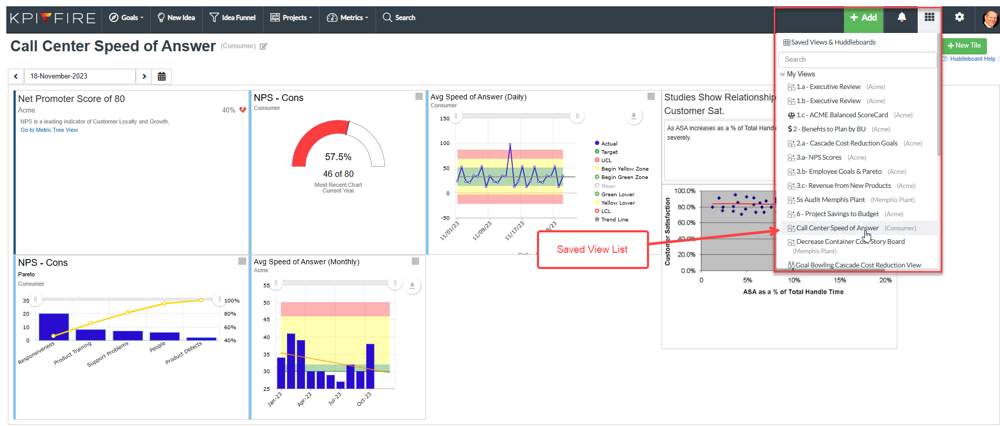 KPI FIRE
Goals
New Idea
Idea Funnel
Projects
Metrics
Search
+ Add
Call Center Speed of Answer (Consumer)
+ New Tile
Huddleboard Help
18-November-2023
Saved Views & Huddleboards
Search
My Views
1.a - Executive Review (Acme)
1.b - Executive Review (Acme)
1.c - ACME Balanced ScoreCard (Acme)
2 - Benefits to Plan by BU (Acme)
2.a - Cascade Cost Reduction Goals (Acme)
3.a- NPS Scores (Acme)
3.b- Employee Goals & Pareto (Acme)
3.c- Revenue from New Products (Acme)
5s Audit Memphis Plant (Memphis Plant)
6 - Project Savings to Budget (Acme)
Call Center Speed of Answer (Consumer)
Decrease Container Cost Story Board
(Memphis Plant)
Goal Bowling Cascade Cost Reduction View
Saved View List
Net Promoter Score of 80
Acme
40%
NPS is a leading indicator of Customer Loyalty and Growth,
Go to Metric Tree View
NPS - Cons
Consumer
57.5%
46 of 80
Most Recent Chart
Current Year
Avg Speed of Answer (Daily)
Consumer
150
100
50
0
-50
11/01/23
11/09/23
11/17/23
5/23
Actual
Target
UCL
Begin Yellow Zone
Begin Green Zone
Mean
Green Lower
Yellow Lower
LCL
Trend Line
Studies Show Relationship
Customer Sat.
As ASA increases as a % of Total Handle
severely.
Customer Satisfaction
100.0%
80.0%
60.0%
40.0%
20.0%
0.0%
0
5%
10%
15%
20%
ASA as a % of Total Handle Time
NPS - Cons
Pareto
Consumer
30
20
10
0
100%
80%
60%
40%
Responsiveness
Product Training
Support Problems
People
Product Defects
Avg Speed of Answer (Monthly)
Acme
55
50
45
40
35
30
25
Jan-23
Apr-23
Jul-23
Oct-23